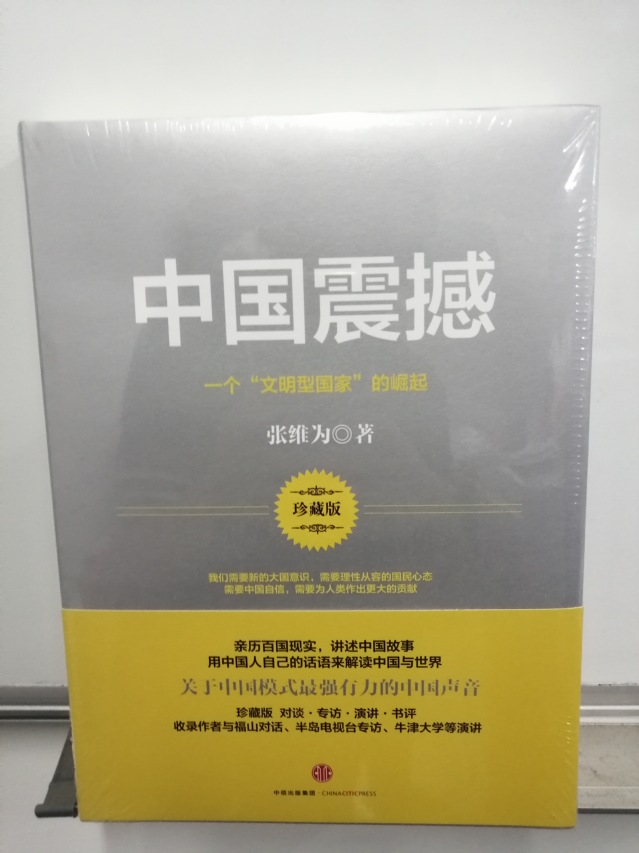 中国震撼
一个“文明型国家”的崛起
张维为◎著
珍藏版
我们需要新的大国意识，需要理性从容的国民心态
需要中国自信，需要为人类作出更大的贡献
亲历百国现实，讲述中国故事
用中国人自己的话语来解读中国与世界
关于中国模式最强有力的中国声音
珍藏版 对谈·专访·演讲·书评
收录作者与福山对话、半岛电视台专访、牛津大学等演讲
中信出版集团·CHINACITICPRESS